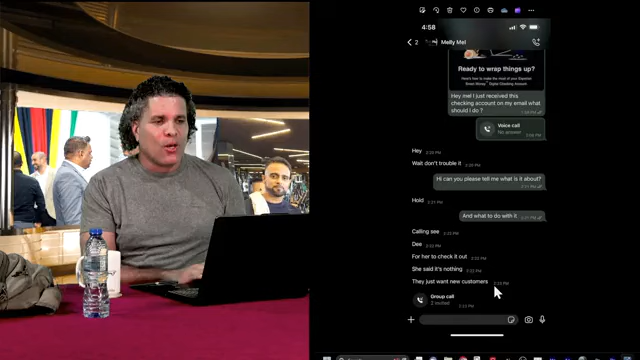 4:58
2
Melly Mel
Ready to wrap things up?
Hey mel I just received this
checking account on my email what
should I do ?
Voice call
No answer
Hey
Wait don't trouble it
Hi can you please tell me what is it about?
Hold
And what to do with it
Calling see
Dee
For her to check it out
She said it's nothing
They just want new customers
Group call
2 invited